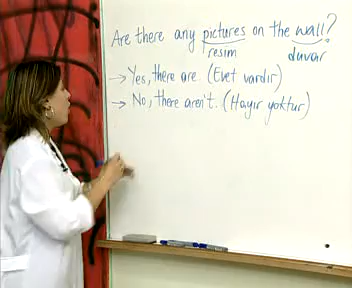 Are there any pictures on the wall?
resim duvar
→ Yes, there are. (Evet vardır)
→ No, there aren't. (Hayır yoktur)